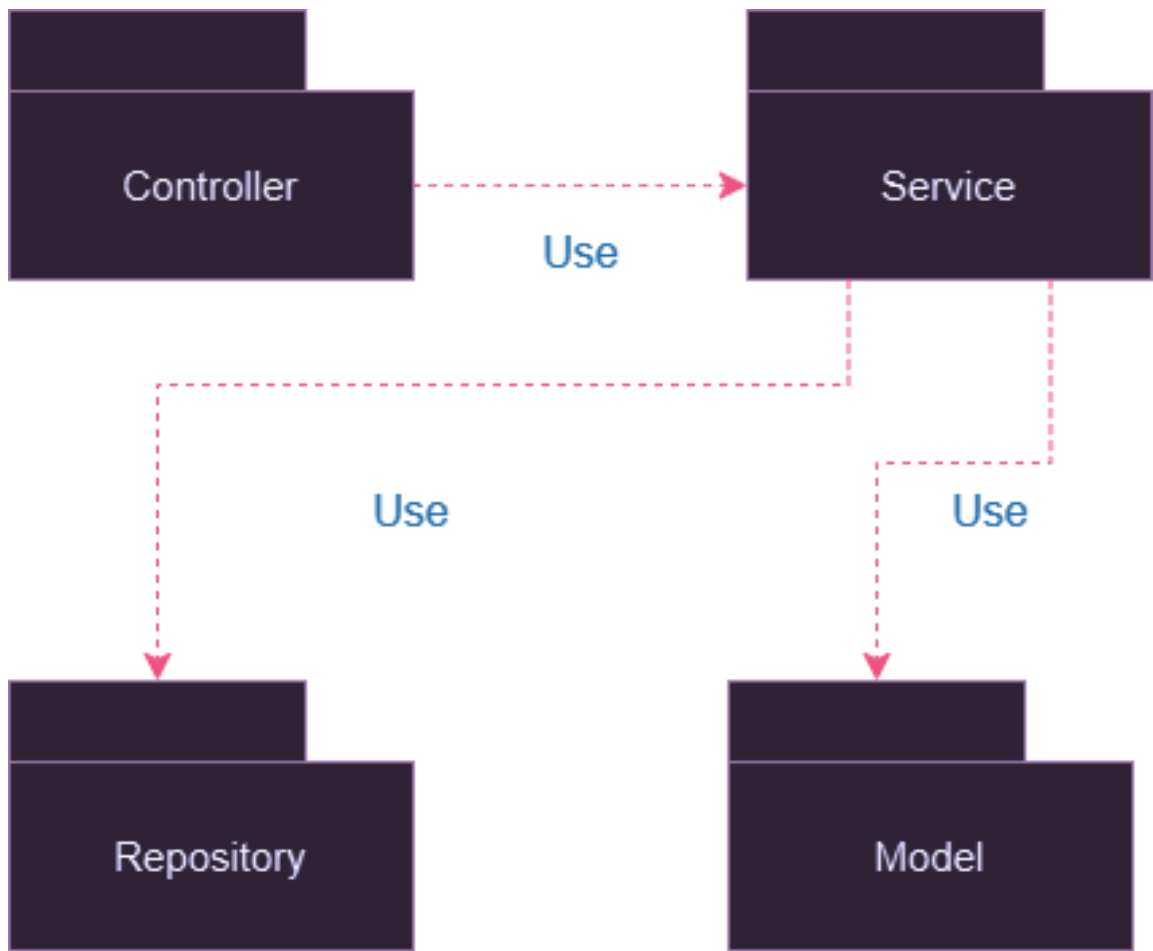 Controller
Service
Use
Use
Use
Repository
Model